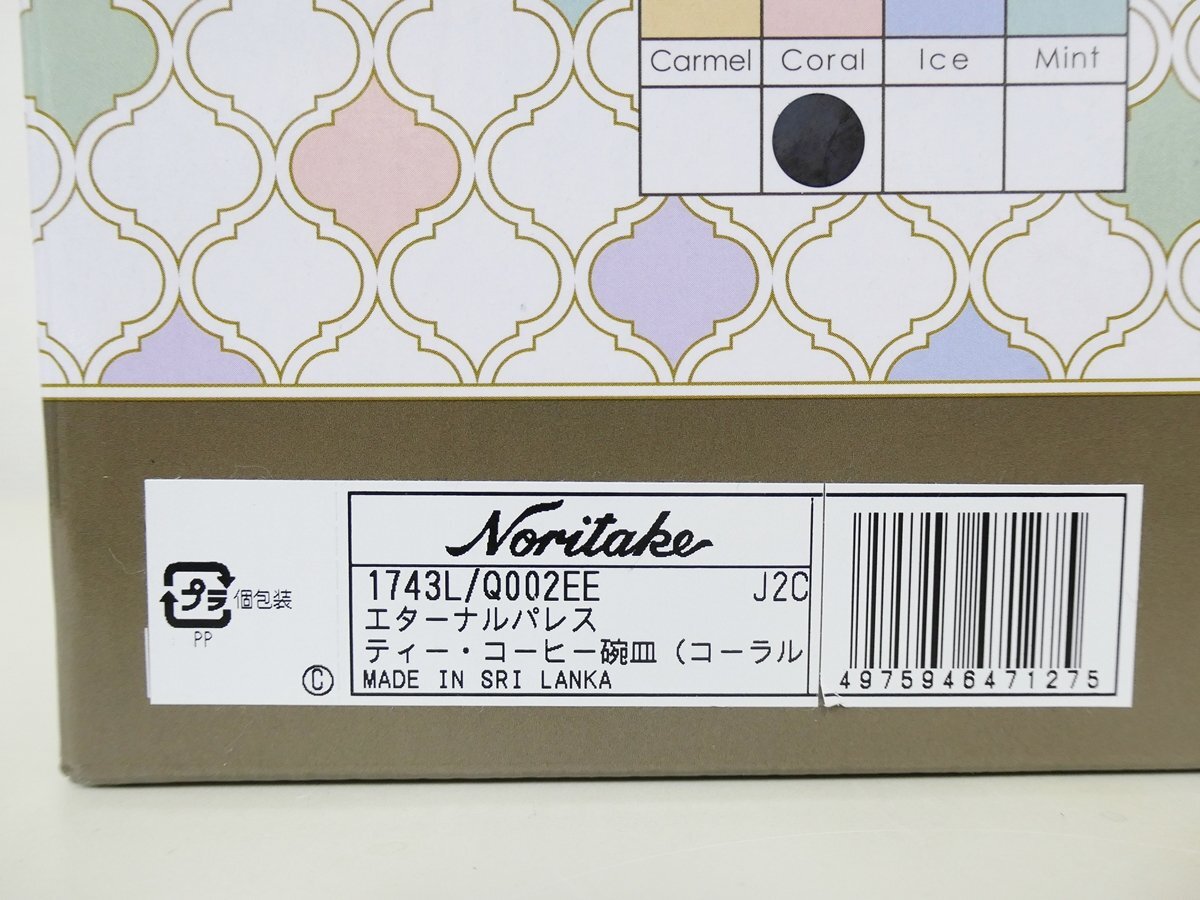 Carmel Coral Ice Mint
Noritake
1743L/Q002EE J2C
エターナルパレス
ティー・コーヒー碗皿（コーラル
MADE IN SRI LANKA
プラ 個包装
PP
©
4975946471275